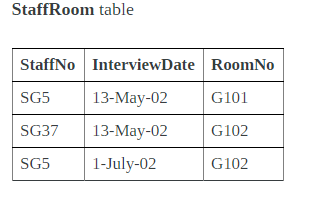 StaffRoom table
StaffNo InterviewDate RoomNo
SG5 13-May-02 G101
SG37 13-May-02 G102
SG5 1-July-02 G102